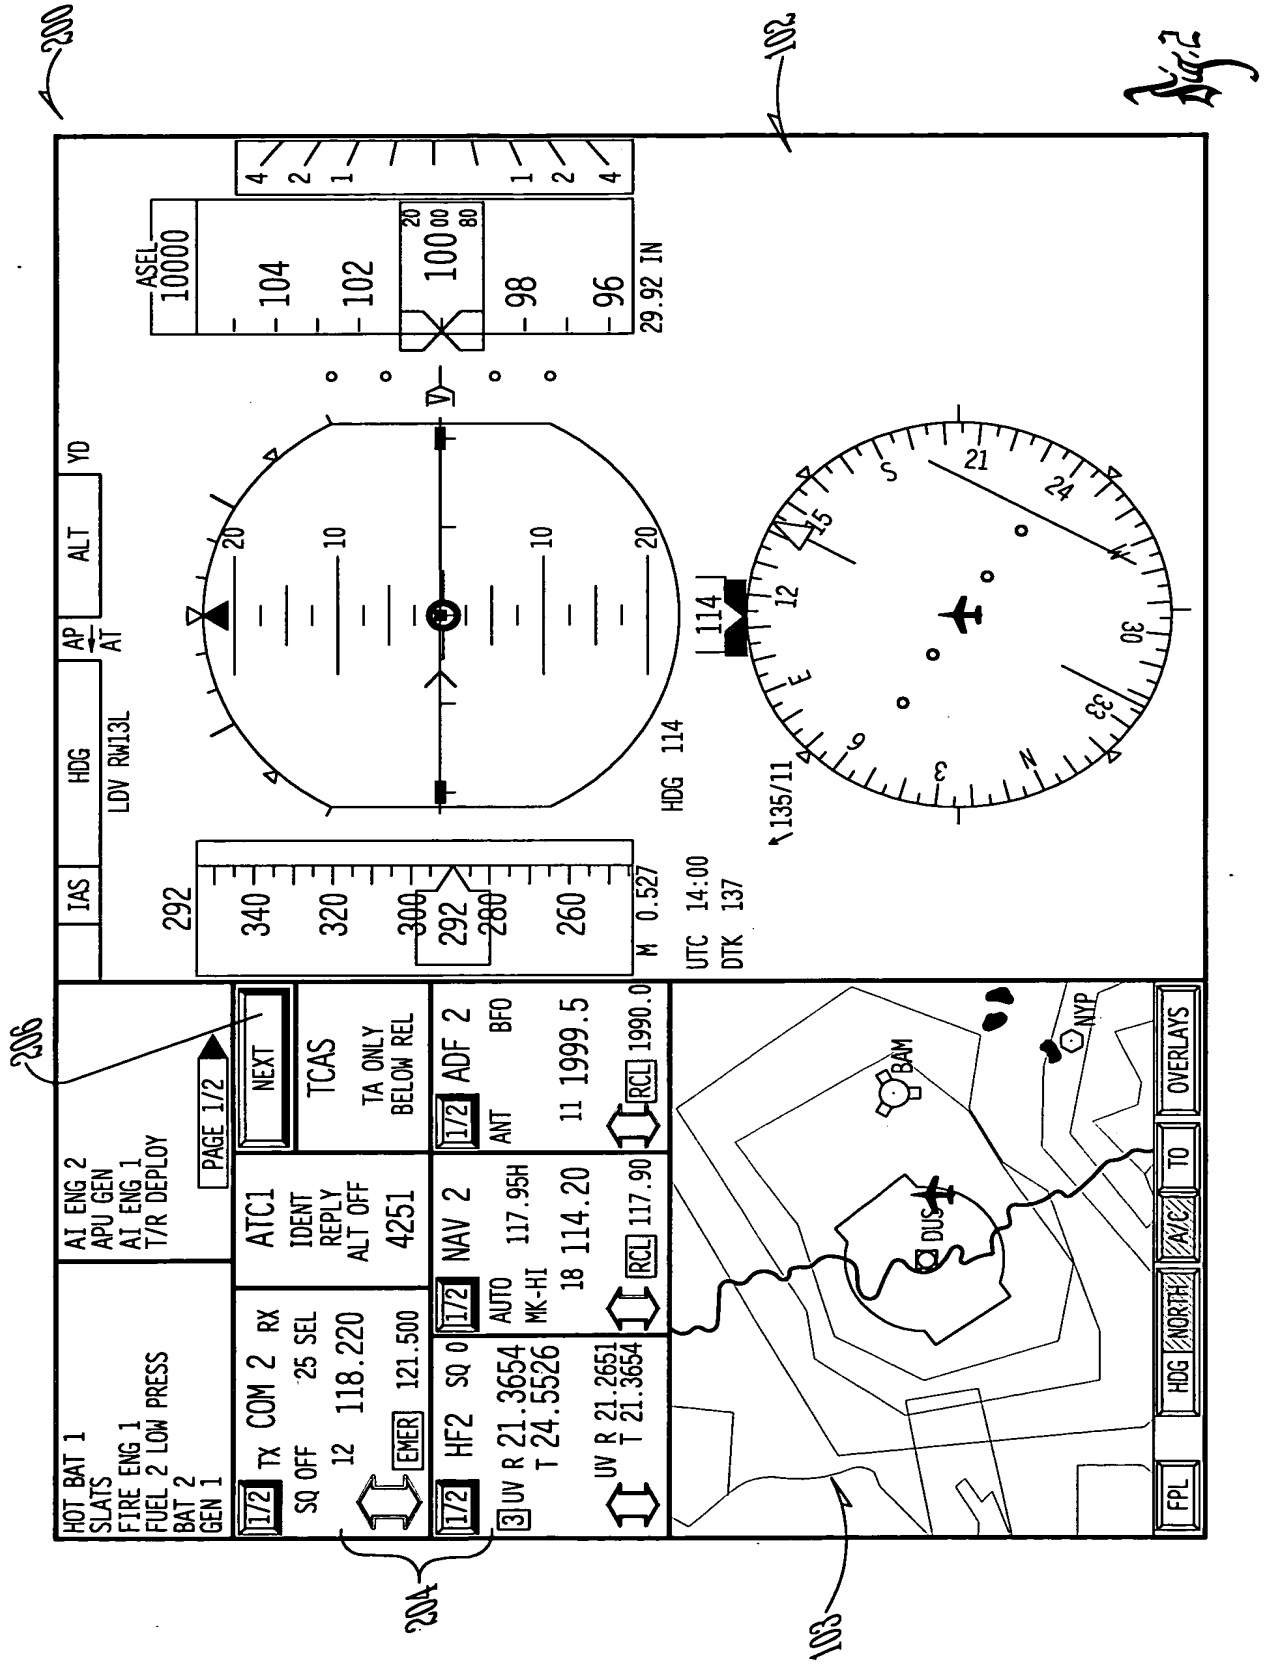 200
206
HOT BAT 1
SLATS
FIRE ENG 1
FUEL 2 LOW PRESS
BAT 2
GEN 1
AI ENG 2
APU GEN
AI ENG 1
T/R DEPLOY
PAGE 1/2
1/2 TX COM 2 RX
SQ OFF 25 SEL
12 118.220
EMER 121.500
ATC1
IDENT
REPLY
ALT OFF
4251
NEXT
TCAS
TA ONLY
BELOW REL
204
1/2 HF2 SQ 0
3 UV R 21.3654
T 24.5526
UV R 21.2651
T 21.3654
1/2 NAV 2
AUTO 117.95H
MK-HI
18 114.20
RCL 117.90
1/2 ADF 2
ANT BFO
11 1999.5
RCL 1990.0
103
DUS
BAM
NYP
FPL HDG NORTH A/C TO OVERLAYS
IAS HDG AP AT ALT YD
LDV RW13L
292
340
320
300
292
280
260
M 0.527
UTC 14:00
DTK 137
20
10
10
20
V
ASEL
10000
104
102
100
20
00
80
98
96
29.92 IN
4
2
1
1
2
4
HDG 114
114
135/11
N
3
6
E
12
15
S
21
24
W
30
33
102
Fig.2